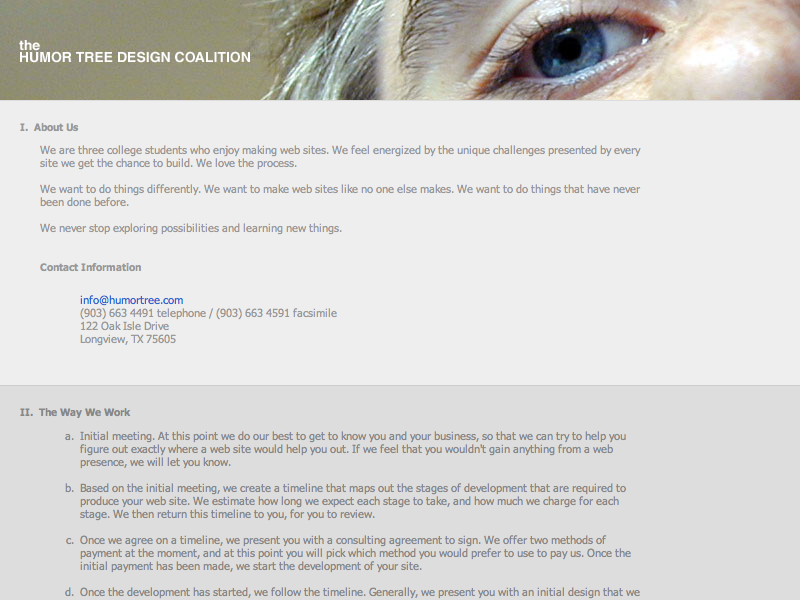 the
HUMOR TREE DESIGN COALITION
I. About Us
We are three college students who enjoy making web sites. We feel energized by the unique challenges presented by every
site we get the chance to build. We love the process.
We want to do things differently. We want to make web sites like no one else makes. We want to do things that have never
been done before.
We never stop exploring possibilities and learning new things.
Contact Information
info@humortree.com
(903) 663 4491 telephone / (903) 663 4591 facsimile
122 Oak Isle Drive
Longview, TX 75605
II. The Way We Work
a. Initial meeting. At this point we do our best to get to know you and your business, so that we can try to help you
figure out exactly where a web site would help you out. If we feel that you wouldn't gain anything from a web
presence, we will let you know.
b. Based on the initial meeting, we create a timeline that maps out the stages of development that are required to
produce your web site. We estimate how long we expect each stage to take, and how much we charge for each
stage. We then return this timeline to you, for you to review.
c. Once we agree on a timeline, we present you with a consulting agreement to sign. We offer two methods of
payment at the moment, and at this point you will pick which method you would prefer to use to pay us. Once the
initial payment has been made, we start the development of your site.
d. Once the development has started, we follow the timeline. Generally, we present you with an initial design that we